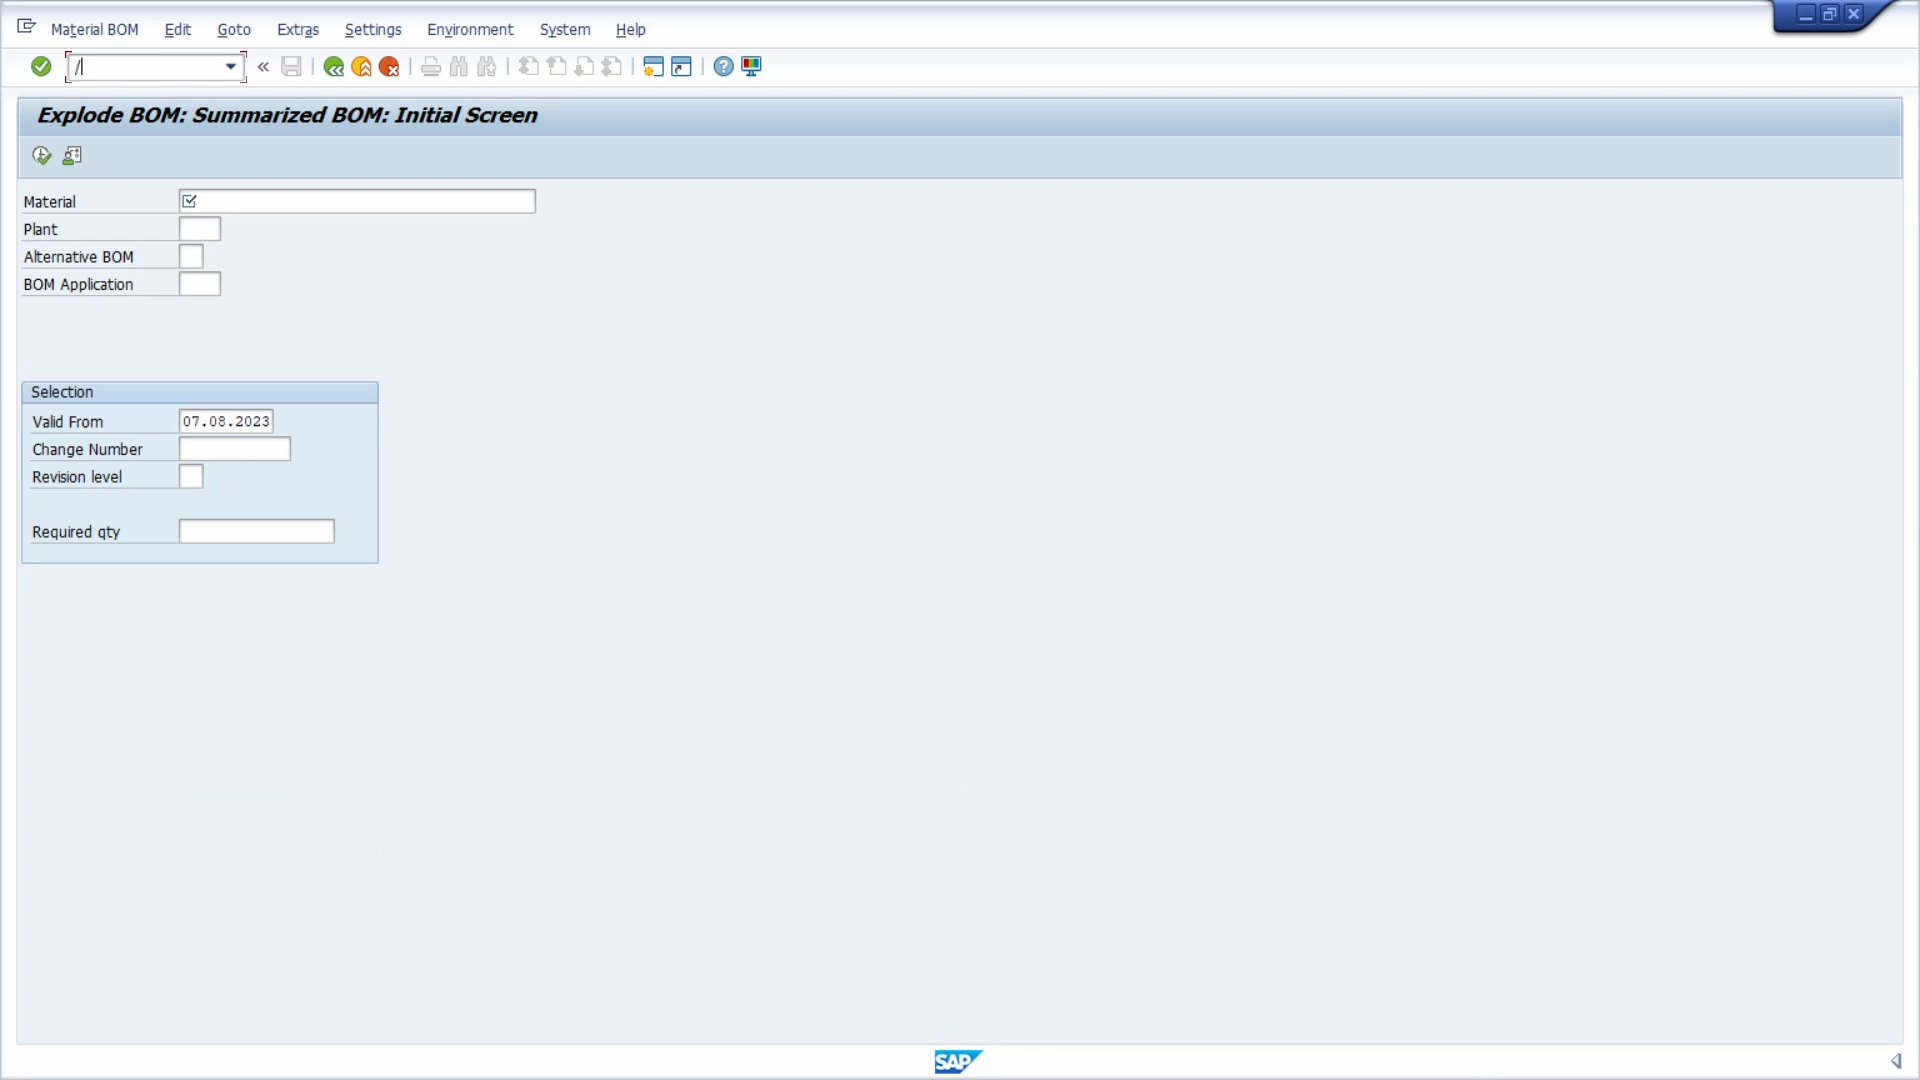 Material BOM Edit Goto Extras Settings Environment System Help
/
Explode BOM: Summarized BOM: Initial Screen
Material
Plant
Alternative BOM
BOM Application
Selection
Valid From 07.08.2023
Change Number
Revision level
Required qty
SAP